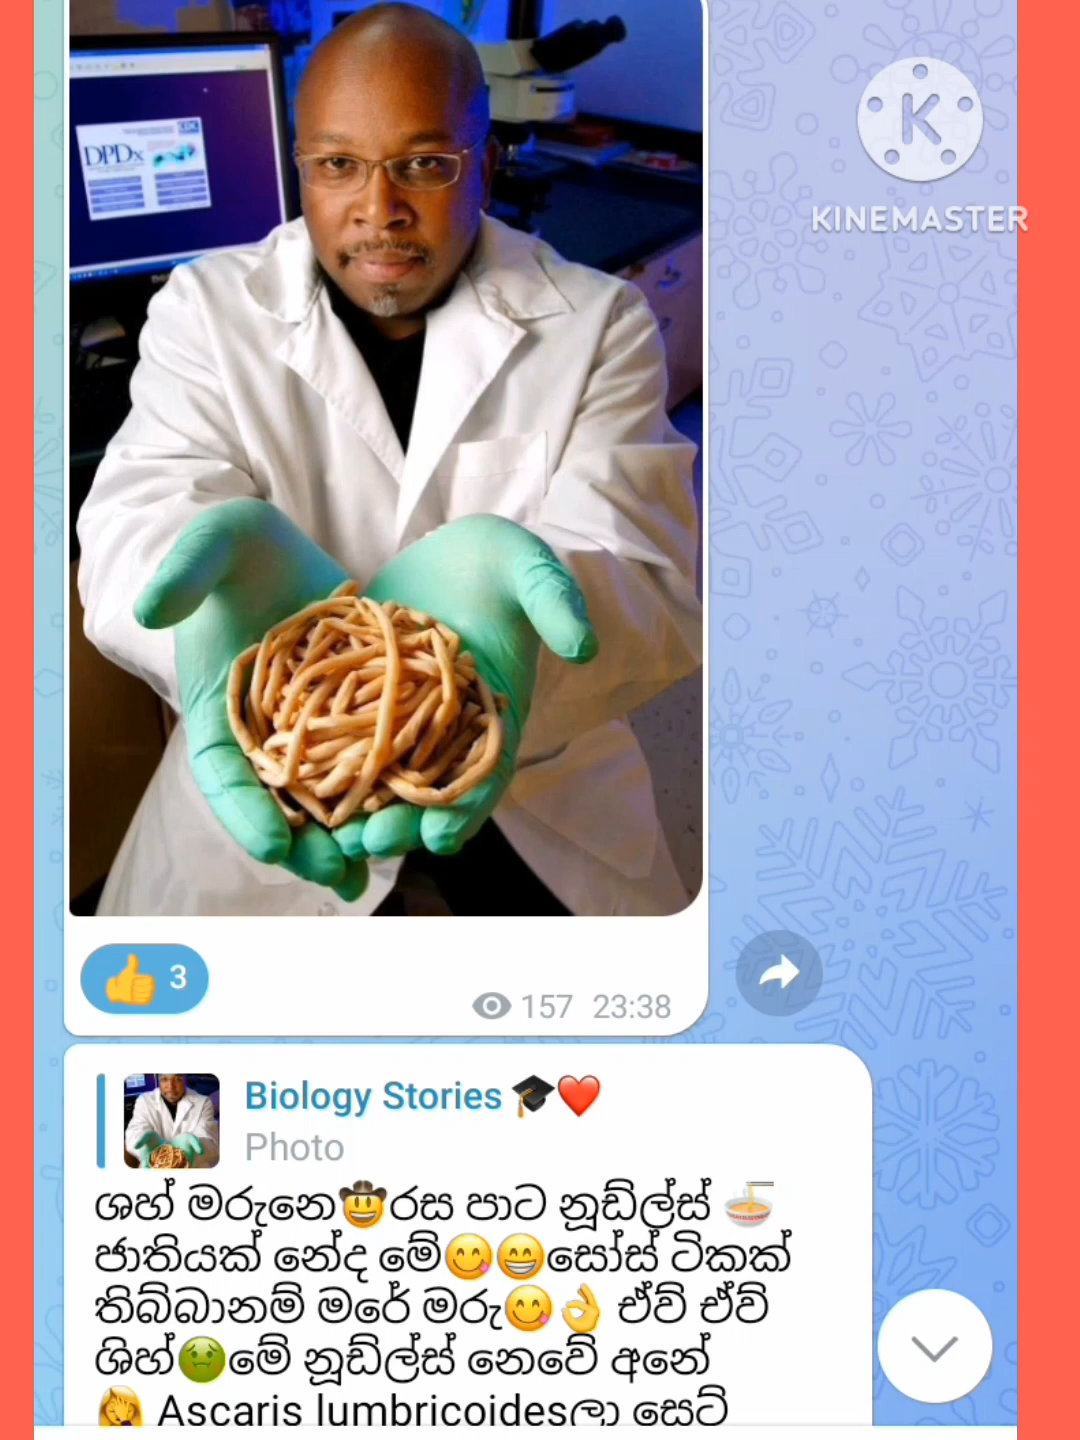 DPDx
CDC
K
KINEMASTER
3
157 23:38
Biology Stories
Photo
ශහ් මරුනෙ🤠රස පාට නූඩ්ල්ස් 🍜
ජාතියක් නේද මේ😋😁සෝස් ටිකක්
තිබ්බානම් මරේ මරු😋👌 ඒව් ඒව්
ශිහ්🤢මේ නූඩ්ල්ස් නෙවේ අනේ
Ascaris lumbricoidesලා සෙට්